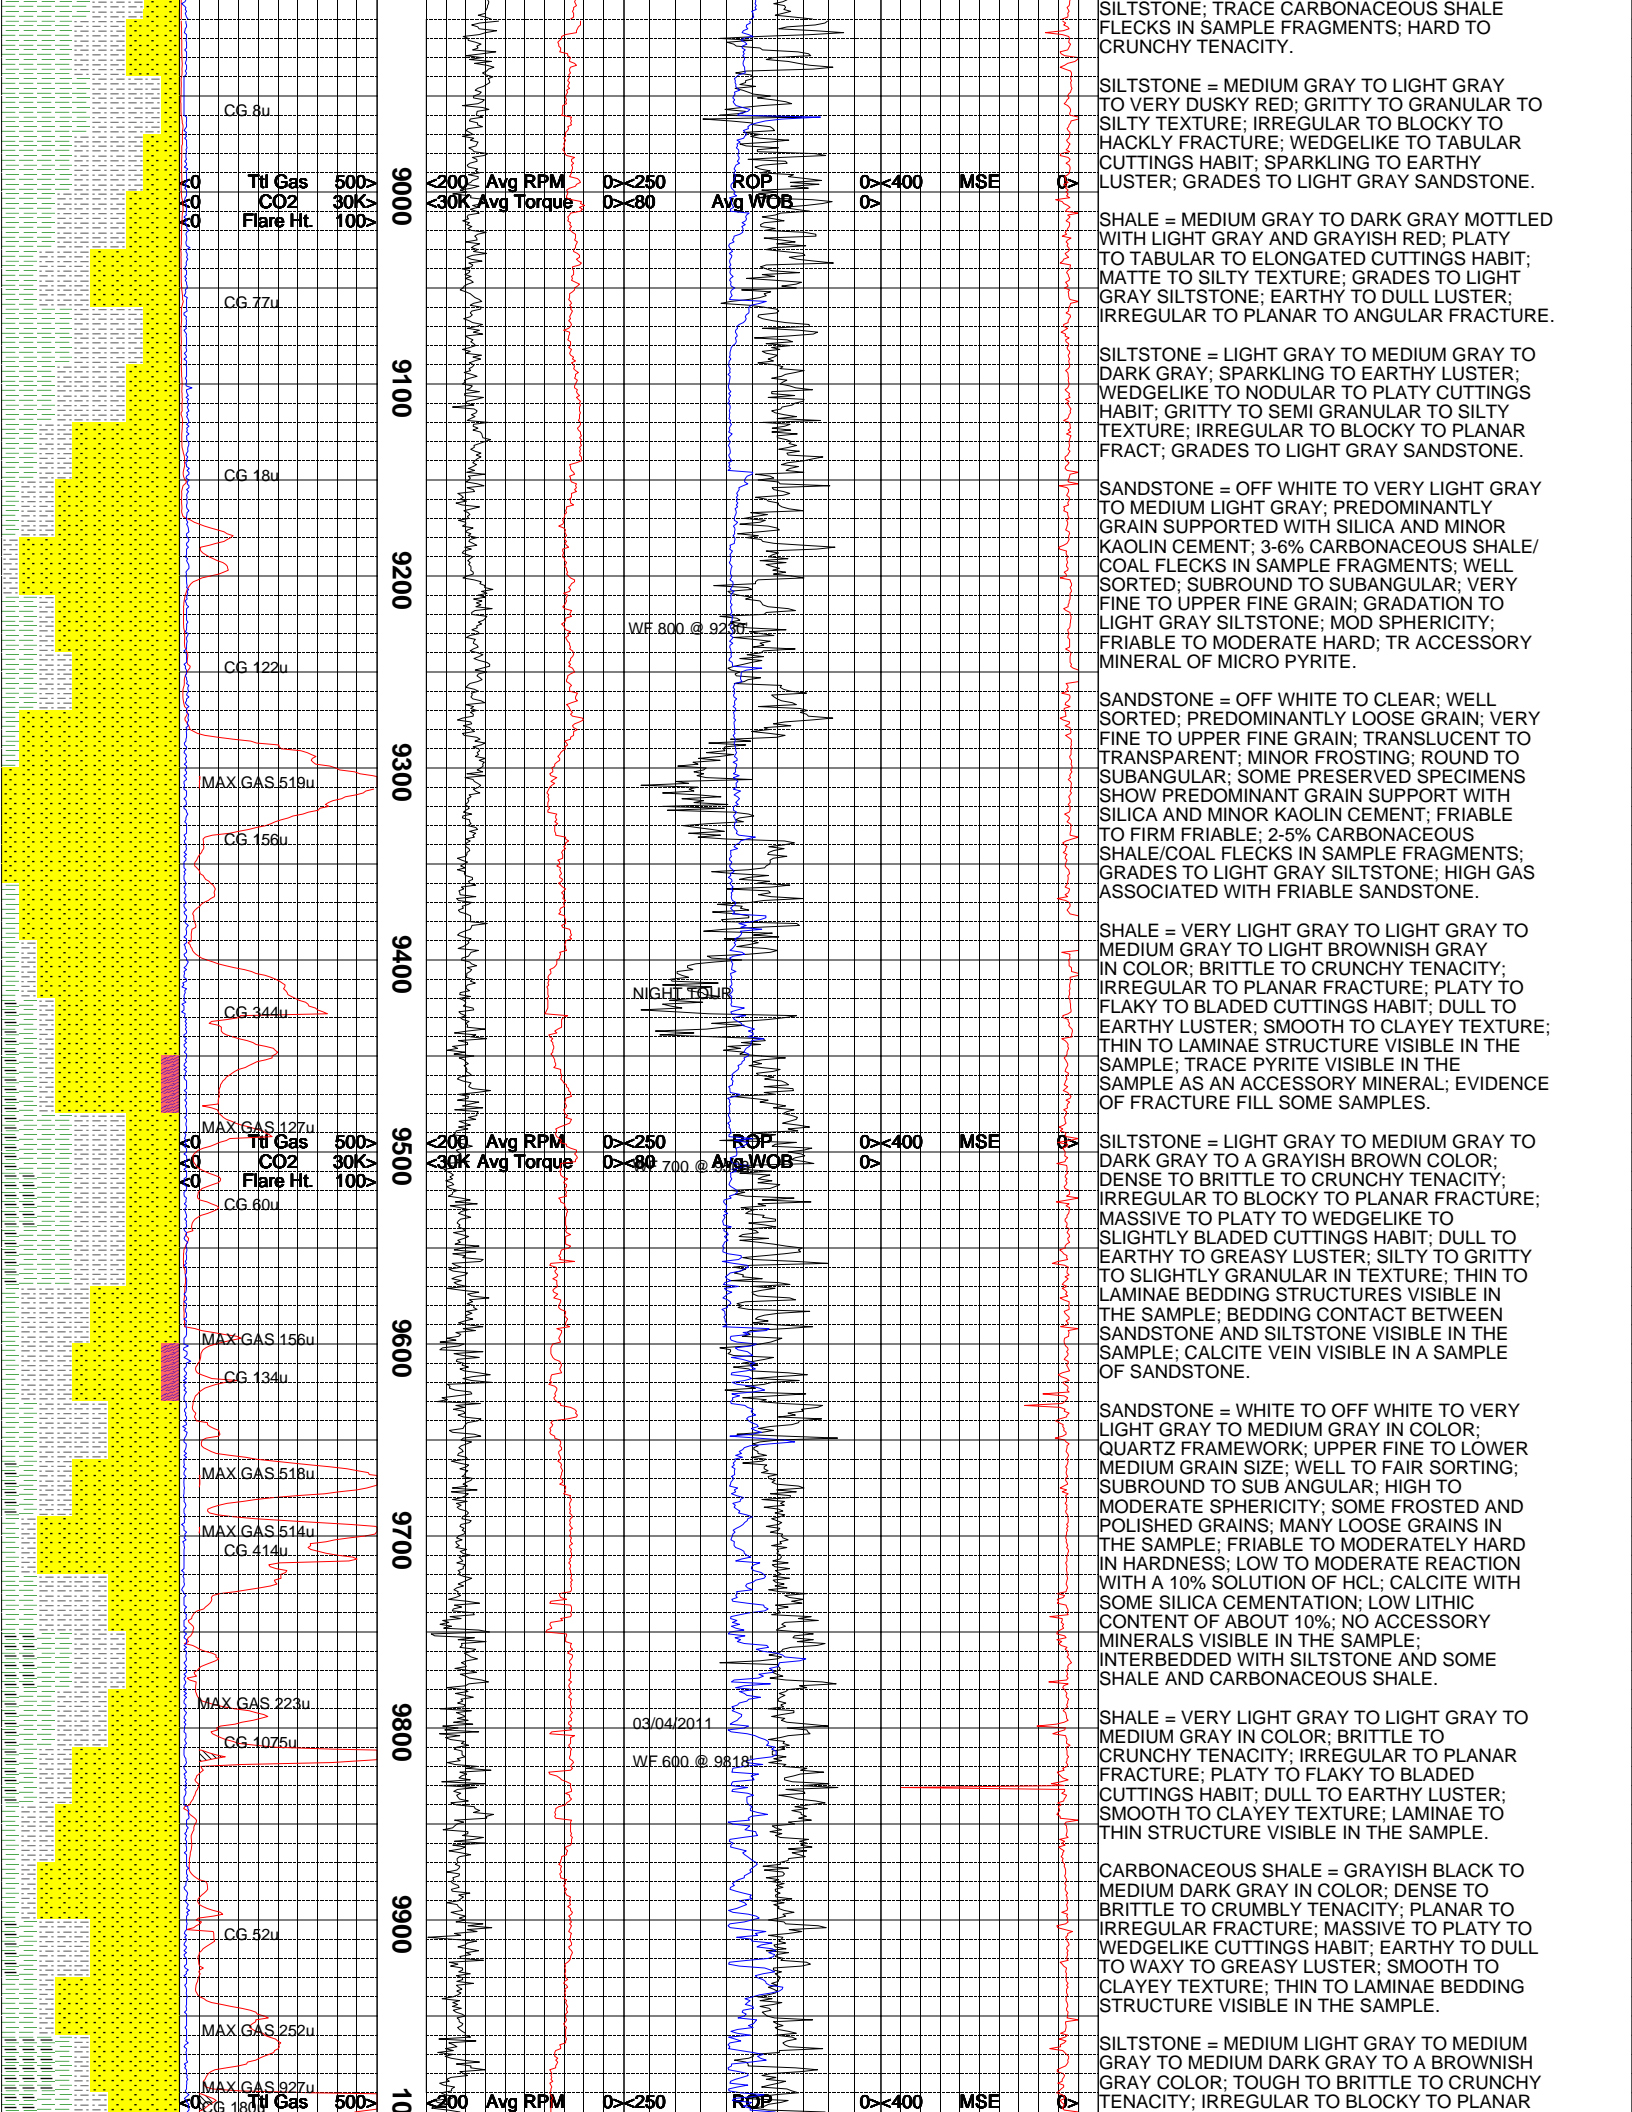 CG 8u
<0 Ttl Gas 500>
<0 CO2 30K>
<0 Flare Ht. 100>
CG 77u
CG 18u
CG 122u
MAX GAS 519u
CG 156u
CG 344u
MAX GAS 127u
<0 Ttl Gas 500>
<0 CO2 30K>
<0 Flare Ht. 100>
CG 60u
MAX GAS 156u
CG 134u
MAX GAS 518u
MAX GAS 514u
CG 414u
MAX GAS 223u
CG 1075u
CG 52u
MAX GAS 252u
MAX GAS 927u
<0 Ttl Gas 500>
CG 180u
9000
9100
9200
9300
9400
9500
9600
9700
9800
9900
10
<200 Avg RPM 0><250 ROP 0><400 MSE 0>
<30K Avg Torque 0><80 Avg WOB 0>
WF 800 @ 9230'
NIGHT TOUR
<200 Avg RPM 0><250 ROP 0><400 MSE 0>
<30K Avg Torque 0><80 Avg WOB 0>
700 @
03/04/2011
WF 600 @ 9818'
<200 Avg RPM 0><250 ROP 0><400 MSE 0>
SILTSTONE; TRACE CARBONACEOUS SHALE
FLECKS IN SAMPLE FRAGMENTS; HARD TO
CRUNCHY TENACITY.
SILTSTONE = MEDIUM GRAY TO LIGHT GRAY
TO VERY DUSKY RED; GRITTY TO GRANULAR TO
SILTY TEXTURE; IRREGULAR TO BLOCKY TO
HACKLY FRACTURE; WEDGELIKE TO TABULAR
CUTTINGS HABIT; SPARKLING TO EARTHY
LUSTER; GRADES TO LIGHT GRAY SANDSTONE.
SHALE = MEDIUM GRAY TO DARK GRAY MOTTLED
WITH LIGHT GRAY AND GRAYISH RED; PLATY
TO TABULAR TO ELONGATED CUTTINGS HABIT;
MATTE TO SILTY TEXTURE; GRADES TO LIGHT
GRAY SILTSTONE; EARTHY TO DULL LUSTER;
IRREGULAR TO PLANAR TO ANGULAR FRACTURE.
SILTSTONE = LIGHT GRAY TO MEDIUM GRAY TO
DARK GRAY; SPARKLING TO EARTHY LUSTER;
WEDGELIKE TO NODULAR TO PLATY CUTTINGS
HABIT; GRITTY TO SEMI GRANULAR TO SILTY
TEXTURE; IRREGULAR TO BLOCKY TO PLANAR
FRACT; GRADES TO LIGHT GRAY SANDSTONE.
SANDSTONE = OFF WHITE TO VERY LIGHT GRAY
TO MEDIUM LIGHT GRAY; PREDOMINANTLY
GRAIN SUPPORTED WITH SILICA AND MINOR
KAOLIN CEMENT; 3-6% CARBONACEOUS SHALE/
COAL FLECKS IN SAMPLE FRAGMENTS; WELL
SORTED; SUBROUND TO SUBANGULAR; VERY
FINE TO UPPER FINE GRAIN; GRADATION TO
LIGHT GRAY SILTSTONE; MOD SPHERICITY;
FRIABLE TO MODERATE HARD; TR ACCESSORY
MINERAL OF MICRO PYRITE.
SANDSTONE = OFF WHITE TO CLEAR; WELL
SORTED; PREDOMINANTLY LOOSE GRAIN; VERY
FINE TO UPPER FINE GRAIN; TRANSLUCENT TO
TRANSPARENT; MINOR FROSTING; ROUND TO
SUBANGULAR; SOME PRESERVED SPECIMENS
SHOW PREDOMINANT GRAIN SUPPORT WITH
SILICA AND MINOR KAOLIN CEMENT; FRIABLE
TO FIRM FRIABLE; 2-5% CARBONACEOUS
SHALE/COAL FLECKS IN SAMPLE FRAGMENTS;
GRADES TO LIGHT GRAY SILTSTONE; HIGH GAS
ASSOCIATED WITH FRIABLE SANDSTONE.
SHALE = VERY LIGHT GRAY TO LIGHT GRAY TO
MEDIUM GRAY TO LIGHT BROWNISH GRAY
IN COLOR; BRITTLE TO CRUNCHY TENACITY;
IRREGULAR TO PLANAR FRACTURE; PLATY TO
FLAKY TO BLADED CUTTINGS HABIT; DULL TO
EARTHY LUSTER; SMOOTH TO CLAYEY TEXTURE;
THIN TO LAMINAE STRUCTURE VISIBLE IN THE
SAMPLE; TRACE PYRITE VISIBLE IN THE
SAMPLE AS AN ACCESSORY MINERAL; EVIDENCE
OF FRACTURE FILL SOME SAMPLES.
SILTSTONE = LIGHT GRAY TO MEDIUM GRAY TO
DARK GRAY TO A GRAYISH BROWN COLOR;
DENSE TO BRITTLE TO CRUNCHY TENACITY;
IRREGULAR TO BLOCKY TO PLANAR FRACTURE;
MASSIVE TO PLATY TO WEDGELIKE TO
SLIGHTLY BLADED CUTTINGS HABIT; DULL TO
EARTHY TO GREASY LUSTER; SILTY TO GRITTY
TO SLIGHTLY GRANULAR IN TEXTURE; THIN TO
LAMINAE BEDDING STRUCTURES VISIBLE IN
THE SAMPLE; BEDDING CONTACT BETWEEN
SANDSTONE AND SILTSTONE VISIBLE IN THE
SAMPLE; CALCITE VEIN VISIBLE IN A SAMPLE
OF SANDSTONE.
SANDSTONE = WHITE TO OFF WHITE TO VERY
LIGHT GRAY TO MEDIUM GRAY IN COLOR;
QUARTZ FRAMEWORK; UPPER FINE TO LOWER
MEDIUM GRAIN SIZE; WELL TO FAIR SORTING;
SUBROUND TO SUB ANGULAR; HIGH TO
MODERATE SPHERICITY; SOME FROSTED AND
POLISHED GRAINS; MANY LOOSE GRAINS IN
THE SAMPLE; FRIABLE TO MODERATELY HARD
IN HARDNESS; LOW TO MODERATE REACTION
WITH A 10% SOLUTION OF HCL; CALCITE WITH
SOME SILICA CEMENTATION; LOW LITHIC
CONTENT OF ABOUT 10%; NO ACCESSORY
MINERALS VISIBLE IN THE SAMPLE;
INTERBEDDED WITH SILTSTONE AND SOME
SHALE AND CARBONACEOUS SHALE.
SHALE = VERY LIGHT GRAY TO LIGHT GRAY TO
MEDIUM GRAY IN COLOR; BRITTLE TO
CRUNCHY TENACITY; IRREGULAR TO PLANAR
FRACTURE; PLATY TO FLAKY TO BLADED
CUTTINGS HABIT; DULL TO EARTHY LUSTER;
SMOOTH TO CLAYEY TEXTURE; LAMINAE TO
THIN STRUCTURE VISIBLE IN THE SAMPLE.
CARBONACEOUS SHALE = GRAYISH BLACK TO
MEDIUM DARK GRAY IN COLOR; DENSE TO
BRITTLE TO CRUMBLY TENACITY; PLANAR TO
IRREGULAR FRACTURE; MASSIVE TO PLATY TO
WEDGELIKE CUTTINGS HABIT; EARTHY TO DULL
TO WAXY TO GREASY LUSTER; SMOOTH TO
CLAYEY TEXTURE; THIN TO LAMINAE BEDDING
STRUCTURE VISIBLE IN THE SAMPLE.
SILTSTONE = MEDIUM LIGHT GRAY TO MEDIUM
GRAY TO MEDIUM DARK GRAY TO A BROWNISH
GRAY COLOR; TOUGH TO BRITTLE TO CRUNCHY
TENACITY; IRREGULAR TO BLOCKY TO PLANAR